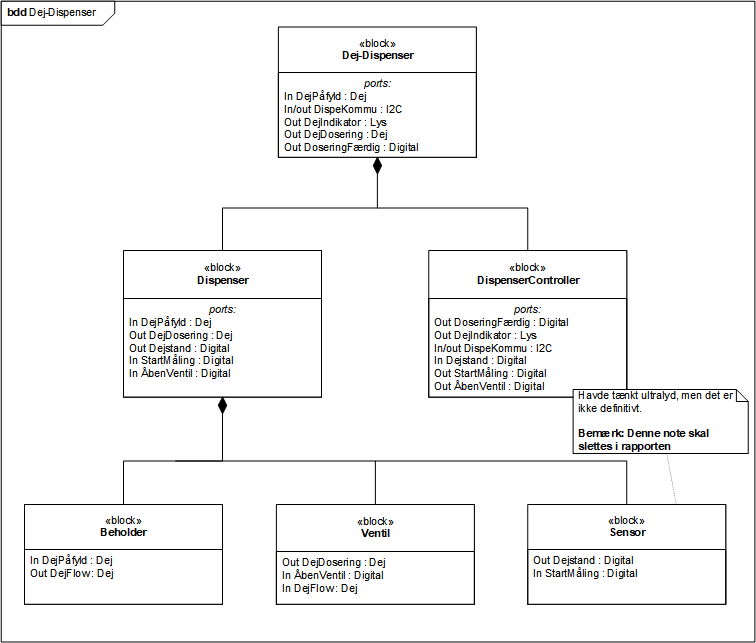 bdd Dej-Dispenser
«block»
Dej-Dispenser
ports:
In DejPåfyld : Dej
In/out DispeKommu : I2C
Out DejIndikator : Lys
Out DejDosering : Dej
Out DoseringFærdig : Digital
«block»
Dispenser
ports:
In DejPåfyld : Dej
Out DejDosering : Dej
Out Dejstand : Digital
In StartMåling : Digital
In ÅbenVentil : Digital
«block»
DispenserController
ports:
Out DoseringFærdig : Digital
Out DejIndikator : Lys
In/out DispeKommu : I2C
In Dejstand : Digital
Out StartMåling : Digital
Out ÅbenVentil : Digital
Havde tænkt ultralyd, men det er
ikke definitivt.
Bemærk: Denne note skal
slettes i rapporten
«block»
Beholder
In DejPåfyld : Dej
Out DejFlow: Dej
«block»
Ventil
Out DejDosering : Dej
In ÅbenVentil : Digital
In DejFlow: Dej
«block»
Sensor
Out Dejstand : Digital
In StartMåling : Digital